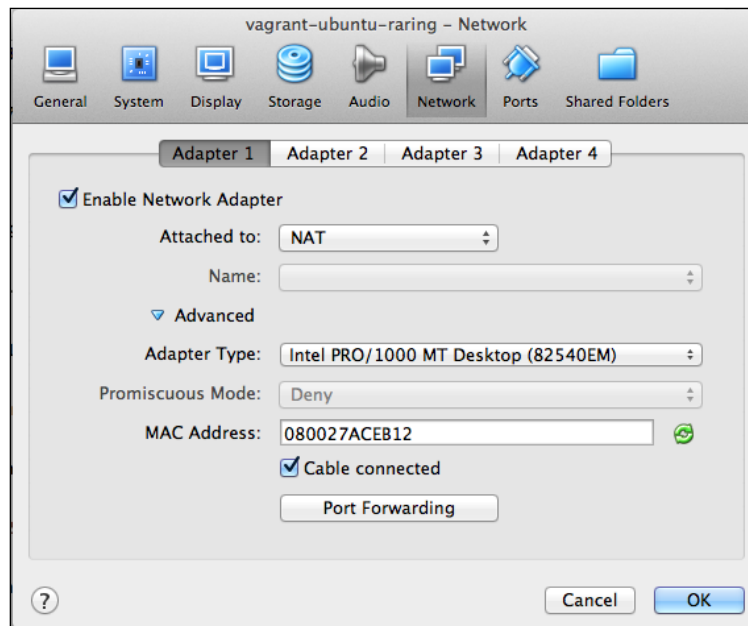 vagrant-ubuntu-raring – Network
General System Display Storage Audio Network Ports Shared Folders
Adapter 1 Adapter 2 Adapter 3 Adapter 4
Enable Network Adapter
Attached to: NAT
Name:
Advanced
Adapter Type: Intel PRO/1000 MT Desktop (82540EM)
Promiscuous Mode: Deny
MAC Address: 080027ACEB12
Cable connected
Port Forwarding
? Cancel OK